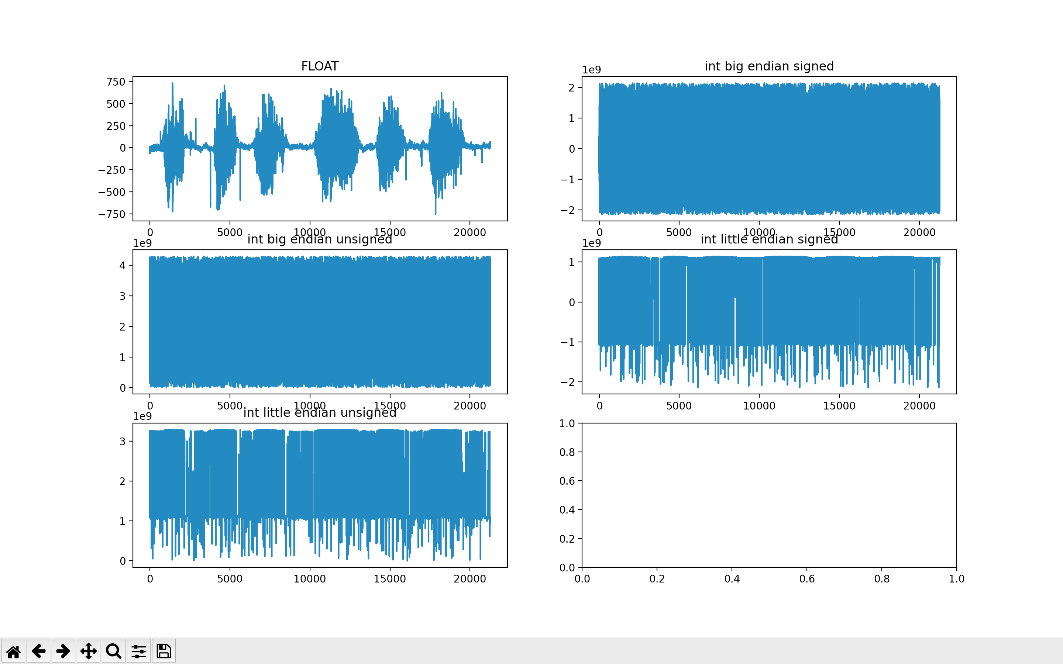 FLOAT
750
500
250
0
−250
−500
−750
0 5000 10000 15000 20000
int big endian signed
1e9
2
1
0
−1
−2
0 5000 10000 15000 20000
int big endian unsigned
1e9
4
3
2
1
0
0 5000 10000 15000 20000
int little endian signed
1e9
1
0
−1
−2
0 5000 10000 15000 20000
int little endian unsigned
1e9
3
2
1
0
0 5000 10000 15000 20000
1.0
0.8
0.6
0.4
0.2
0.0
0.0 0.2 0.4 0.6 0.8 1.0